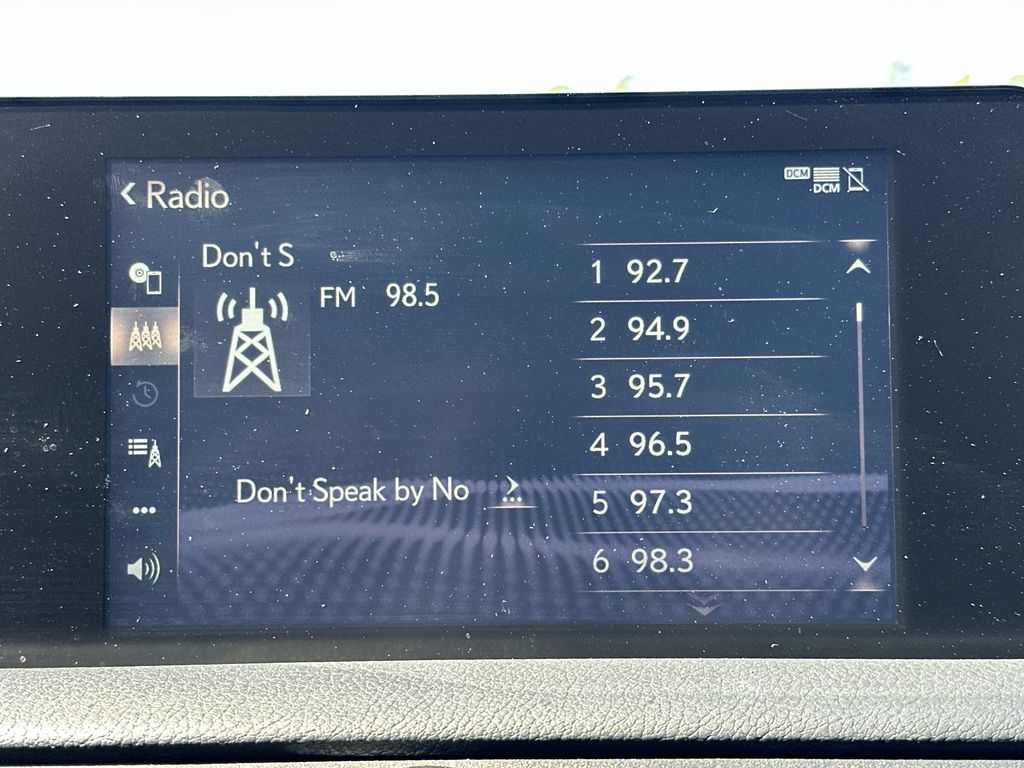 Radio
DCM
DCM
Don't S
FM 98.5
Don't Speak by No
1 92.7
2 94.9
3 95.7
4 96.5
5 97.3
6 98.3